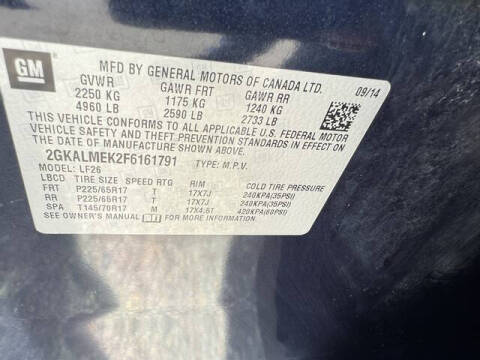 GM
MFD BY GENERAL MOTORS OF CANADA LTD.
09/14
GVWR GAWR FRT GAWR RR
2250 KG 1175 KG 1240 KG
4960 LB 2590 LB 2733 LB
THIS VEHICLE CONFORMS TO ALL APPLICABLE U.S. FEDERAL MOTOR
VEHICLE SAFETY AND THEFT PREVENTION STANDARDS IN EFFECT ON
THE DATE OF MANUFACTURE SHOWN ABOVE.
2GKALMEK2F6161791 TYPE: M.P.V.
MODEL: LF26
LBCD TIRE SIZE SPEED RTG RIM COLD TIRE PRESSURE
FRT P225/65R17 T 17X7J 240KPA(35PSI)
RR P225/65R17 T 17X7J 240KPA(35PSI)
SPA T145/70R17 M 17X4.5T 420KPA(60PSI)
SEE OWNER'S MANUAL FOR MORE INFORMATION.